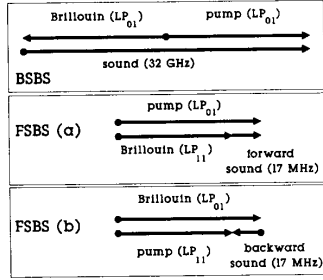 Brillouin (LP01) pump (LP01)
sound (32 GHz)
BSBS
pump (LP01)
FSBS (a)
Brillouin (LP11) forward
sound (17 MHz)
Brillouin (LP01)
FSBS (b)
pump (LP11) backward
sound (17 MHz)